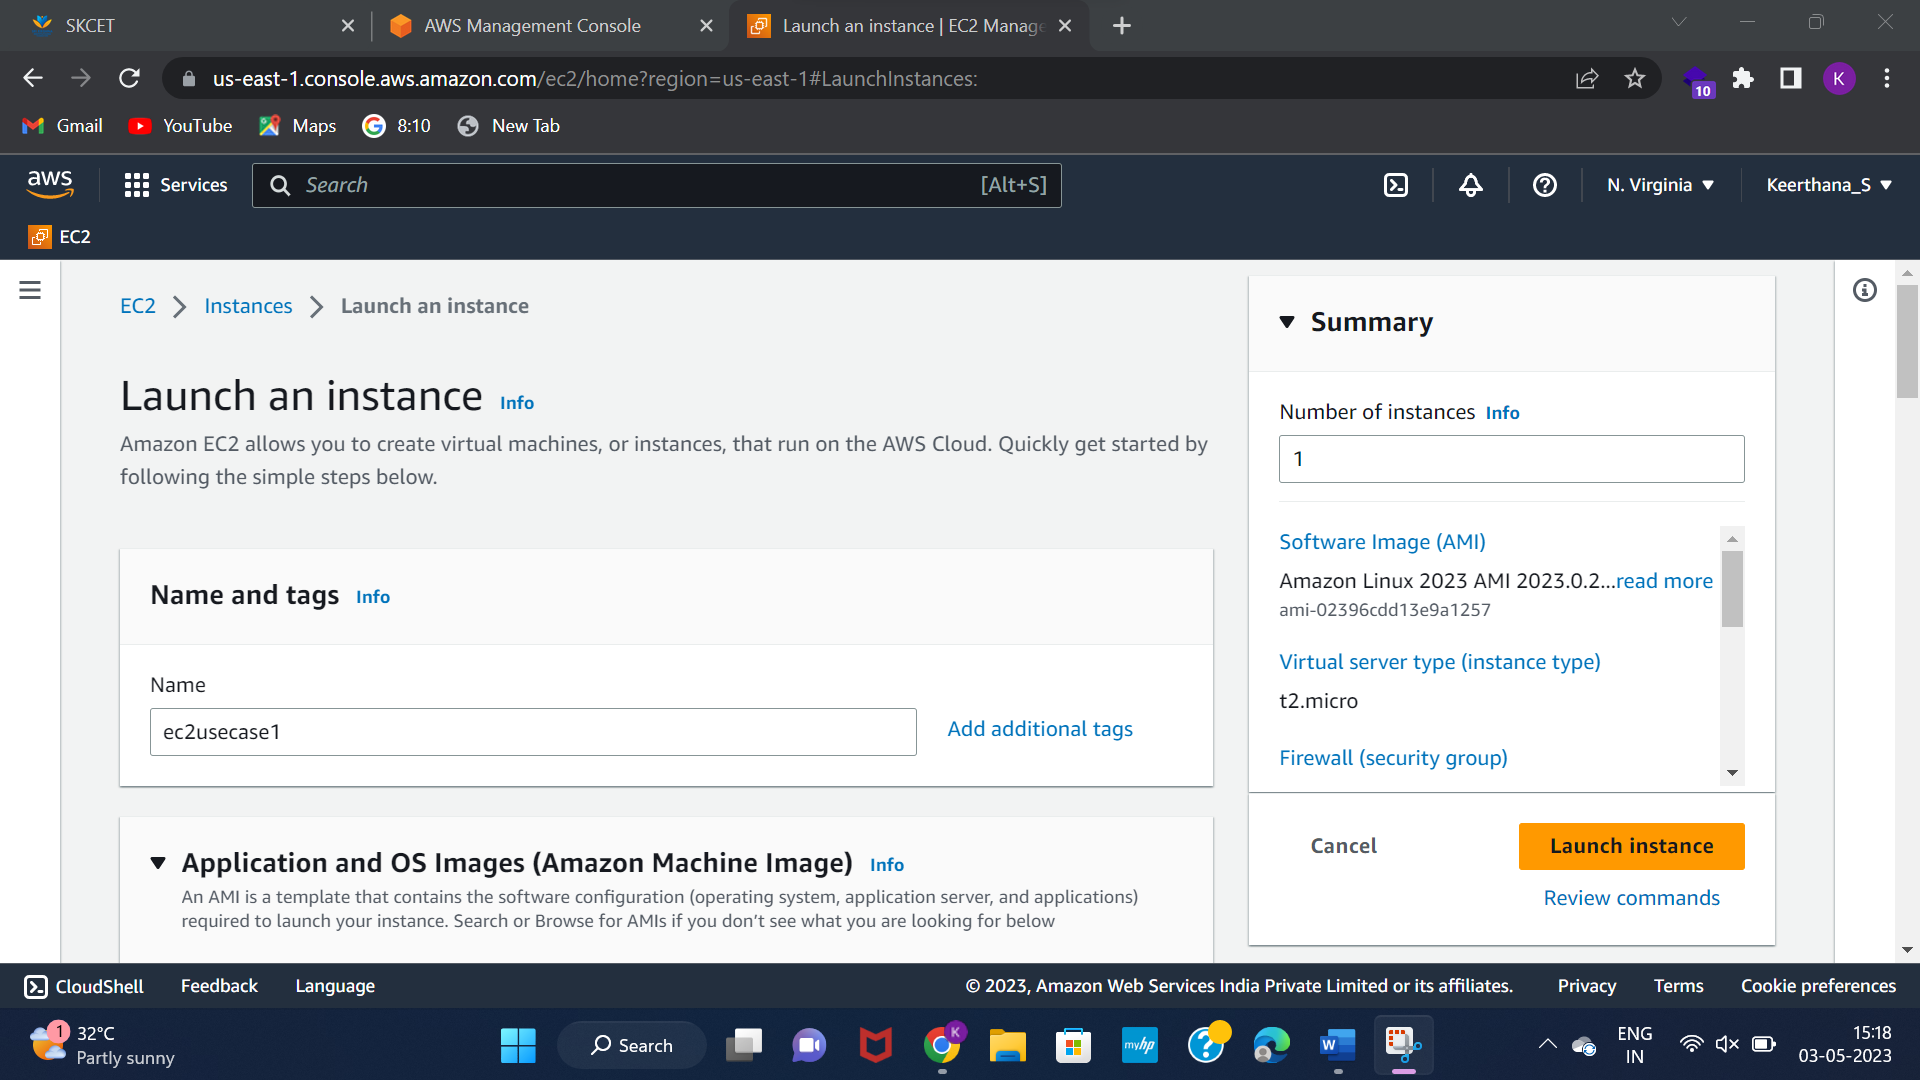 SKCET
AWS Management Console
Launch an instance | EC2 Manage
us-east-1.console.aws.amazon.com/ec2/home?region=us-east-1#LaunchInstances:
10
K
Gmail
YouTube
Maps
8:10
New Tab
aws
Services
Search
[Alt+S]
N. Virginia
Keerthana_S
EC2
EC2
Instances
Launch an instance
Launch an instance Info
Amazon EC2 allows you to create virtual machines, or instances, that run on the AWS Cloud. Quickly get started by
following the simple steps below.
Name and tags Info
Name
ec2usecase1
Add additional tags
Application and OS Images (Amazon Machine Image) Info
An AMI is a template that contains the software configuration (operating system, application server, and applications)
required to launch your instance. Search or Browse for AMIs if you don’t see what you are looking for below
Summary
Number of instances Info
1
Software Image (AMI)
Amazon Linux 2023 AMI 2023.0.2...read more
ami-02396cdd13e9a1257
Virtual server type (instance type)
t2.micro
Firewall (security group)
Cancel
Launch instance
Review commands
CloudShell
Feedback
Language
© 2023, Amazon Web Services India Private Limited or its affiliates.
Privacy
Terms
Cookie preferences
1
32°C
Partly sunny
Search
K
myhp
W
ENG
IN
15:18
03-05-2023